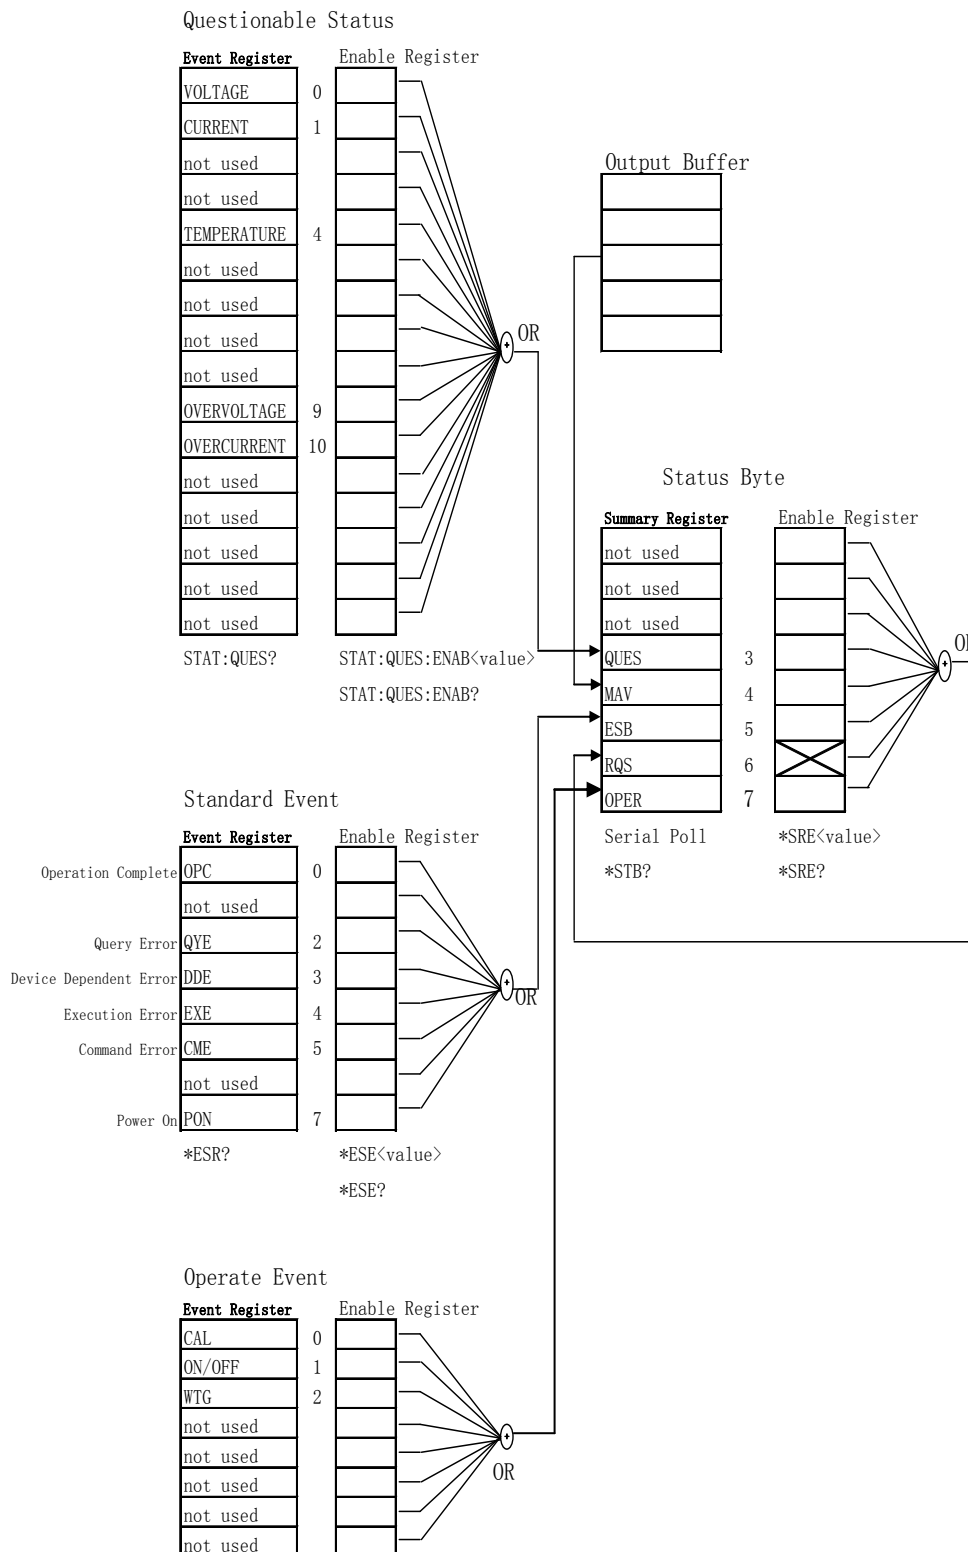 Questionable Status
Event Register
Enable Register
VOLTAGE 0
CURRENT 1
not used
not used
TEMPERATURE 4
not used
not used
not used
not used
OVERVOLTAGE 9
OVERCURRENT 10
not used
not used
not used
not used
not used
STAT:QUES?
STAT:QUES:ENAB<value>
STAT:QUES:ENAB?
+
OR
Output Buffer
Status Byte
Summary Register
Enable Register
not used
not used
not used
QUES 3
MAV 4
ESB 5
RQS 6
OPER 7
Serial Poll
*STB?
*SRE<value>
*SRE?
+
Standard Event
Event Register
Enable Register
Operation Complete OPC 0
not used
Query Error QYE 2
Device Dependent Error DDE 3
Execution Error EXE 4
Command Error CME 5
not used
Power On PON 7
*ESR?
*ESE<value>
*ESE?
+
OR
Operate Event
Event Register
Enable Register
CAL 0
ON/OFF 1
WTG 2
not used
not used
not used
not used
not used
+
OR